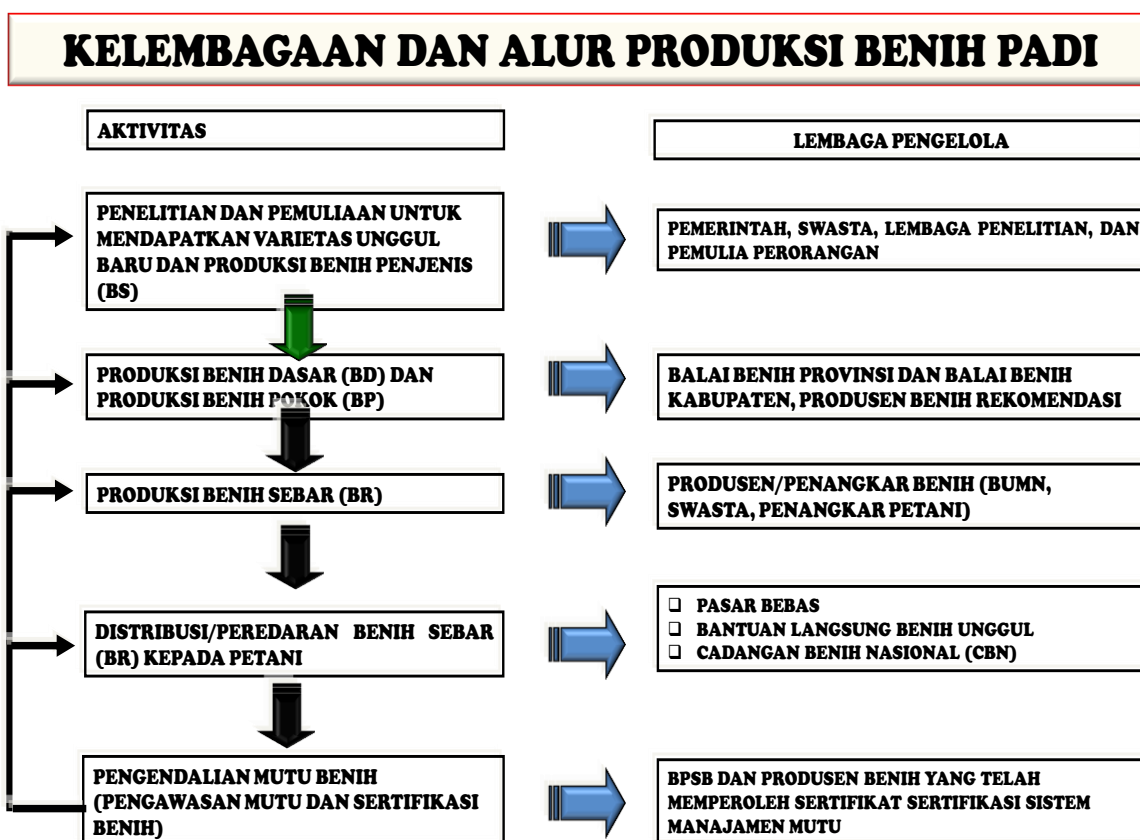 KELEMBAGAAN DAN ALUR PRODUKSI BENIH PADI
AKTIVITAS
LEMBAGA PENGELOLA
PENELITIAN DAN PEMULIAAN UNTUK
MENDAPATKAN VARIETAS UNGGUL
BARU DAN PRODUKSI BENIH PENJENIS
(BS)
PEMERINTAH, SWASTA, LEMBAGA PENELITIAN, DAN
PEMULIA PERORANGAN
PRODUKSI BENIH DASAR (BD) DAN
PRODUKSI BENIH POKOK (BP)
BALAI BENIH PROVINSI DAN BALAI BENIH
KABUPATEN, PRODUSEN BENIH REKOMENDASI
PRODUKSI BENIH SEBAR (BR)
PRODUSEN/PENANGKAR BENIH (BUMN,
SWASTA, PENANGKAR PETANI)
DISTRIBUSI/PEREDARAN BENIH SEBAR
(BR) KEPADA PETANI
❑ PASAR BEBAS
❑ BANTUAN LANGSUNG BENIH UNGGUL
❑ CADANGAN BENIH NASIONAL (CBN)
PENGENDALIAN MUTU BENIH
(PENGAWASAN MUTU DAN SERTIFIKASI
BENIH)
BPSB DAN PRODUSEN BENIH YANG TELAH
MEMPEROLEH SERTIFIKAT SERTIFIKASI SISTEM
MANAJAMEN MUTU